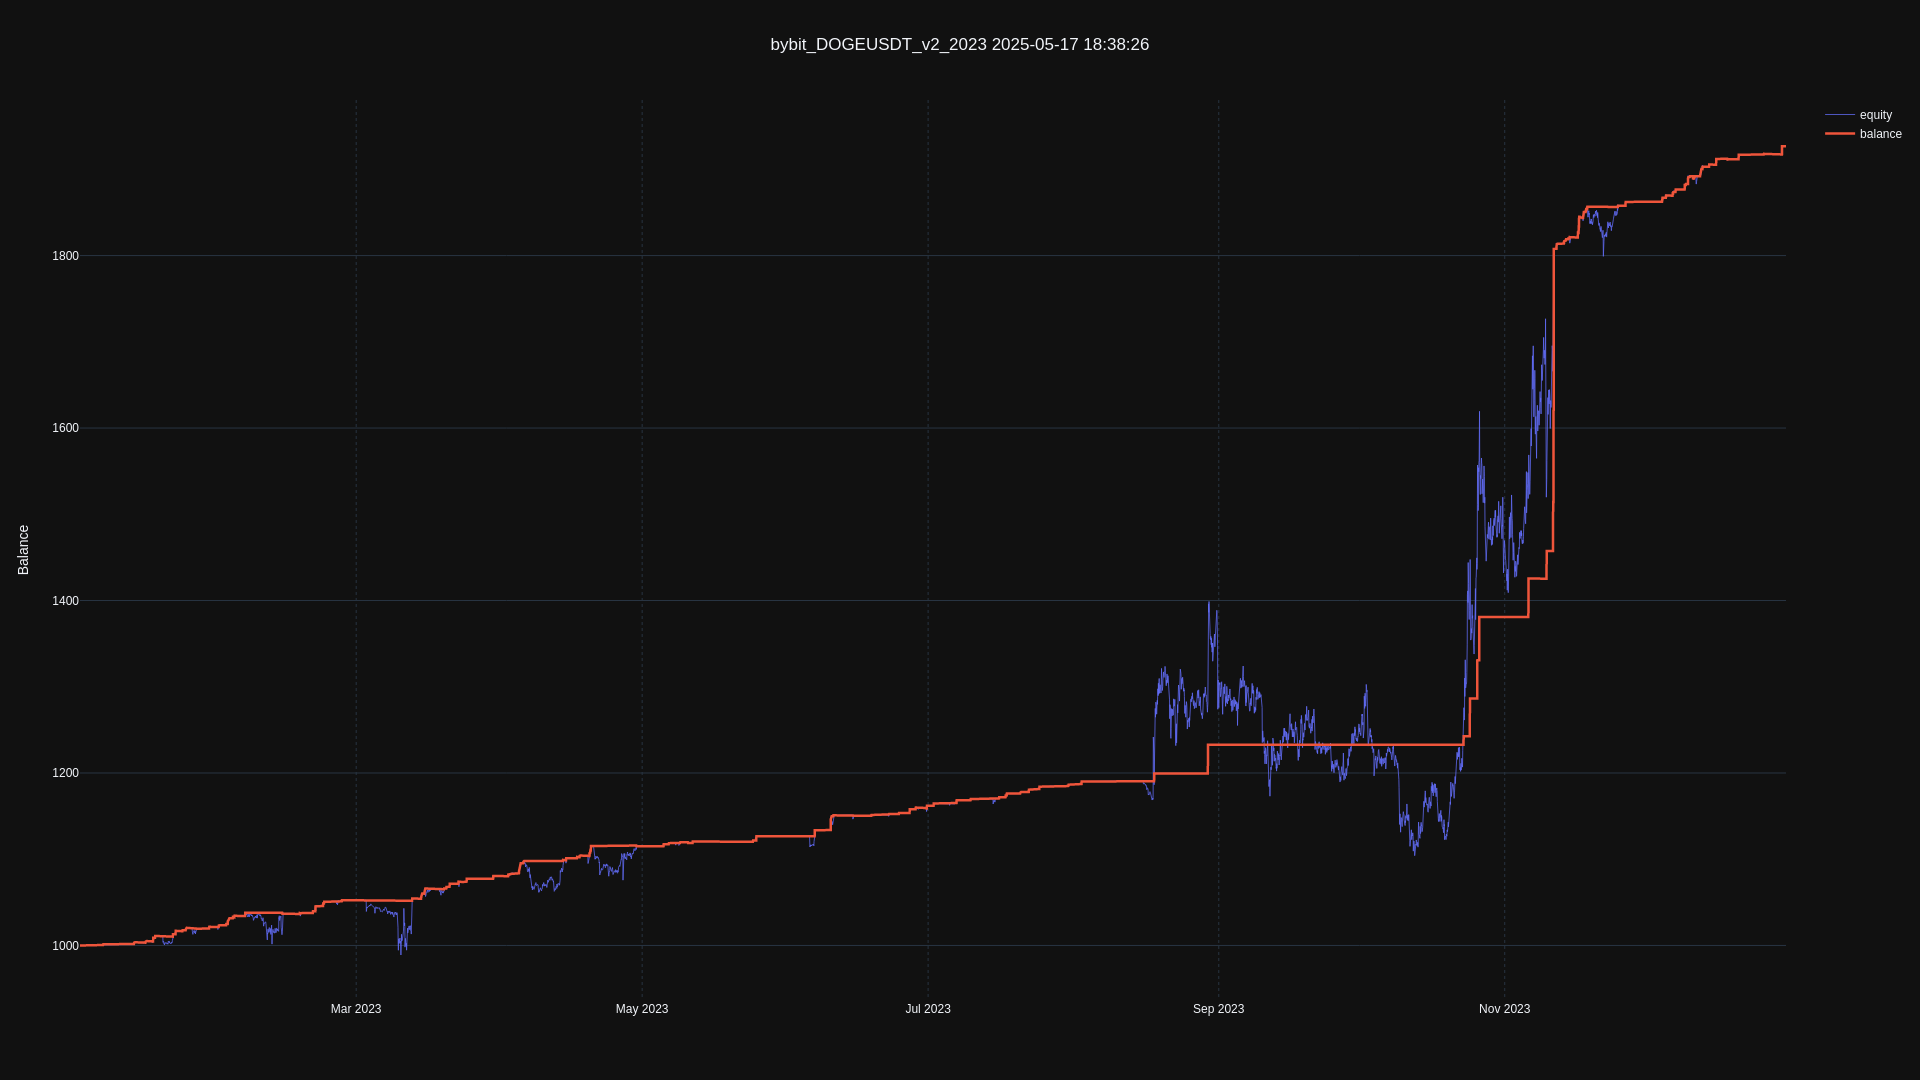 bybit_DOGEUSDT_v2_2023 2025-05-17 18:38:26
equity
balance
1800
1600
1400
1200
1000
Balance
Mar 2023
May 2023
Jul 2023
Sep 2023
Nov 2023